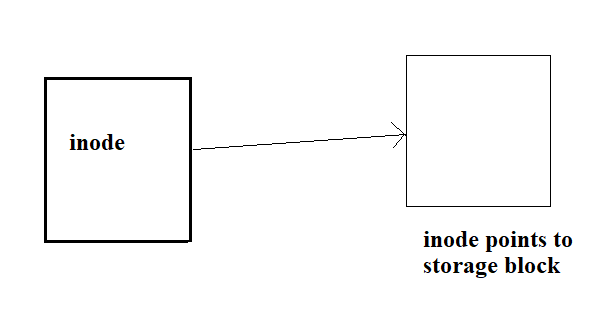 inode
inode points to
storage block